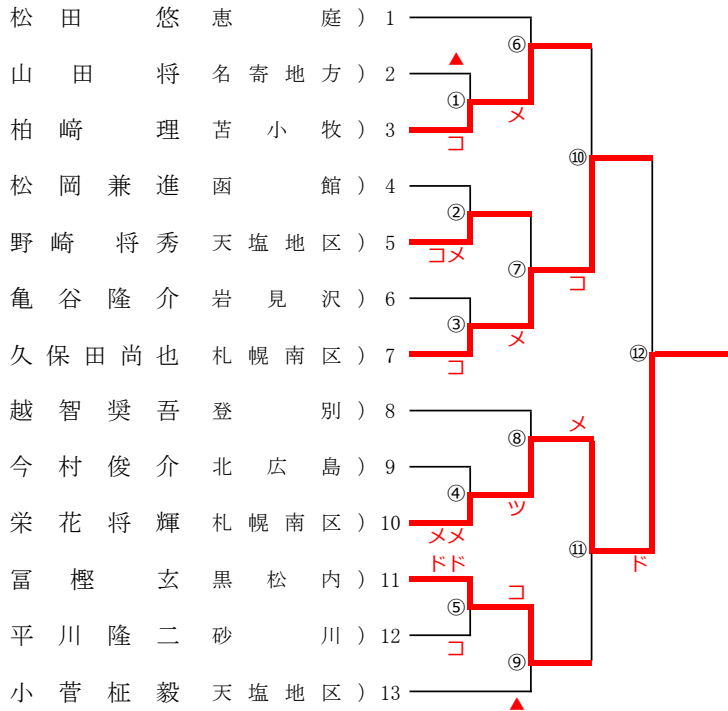 松田 悠 恵庭 ) 1
⑥
山田 将 名寄地方 ) 2
▲
①
メ
柏﨑 理 苫小牧 ) 3
コ
⑩
松岡兼進 函館 ) 4
②
野崎将秀 天塩地区 ) 5
コメ
⑦
コ
亀谷隆介 岩見沢 ) 6
③
メ
久保田尚也 札幌南区 ) 7
コ
⑫
越智奨吾 登別 ) 8
メ
⑧
今村俊介 北広島 ) 9
④
ツ
栄花将輝 札幌南区 ) 10
メメ
⑪
ド
ドド
冨樫 玄 黒松内 ) 11
コ
⑤
平川隆二 砂川 ) 12
コ
⑨
小菅柾毅 天塩地区 ) 13
▲